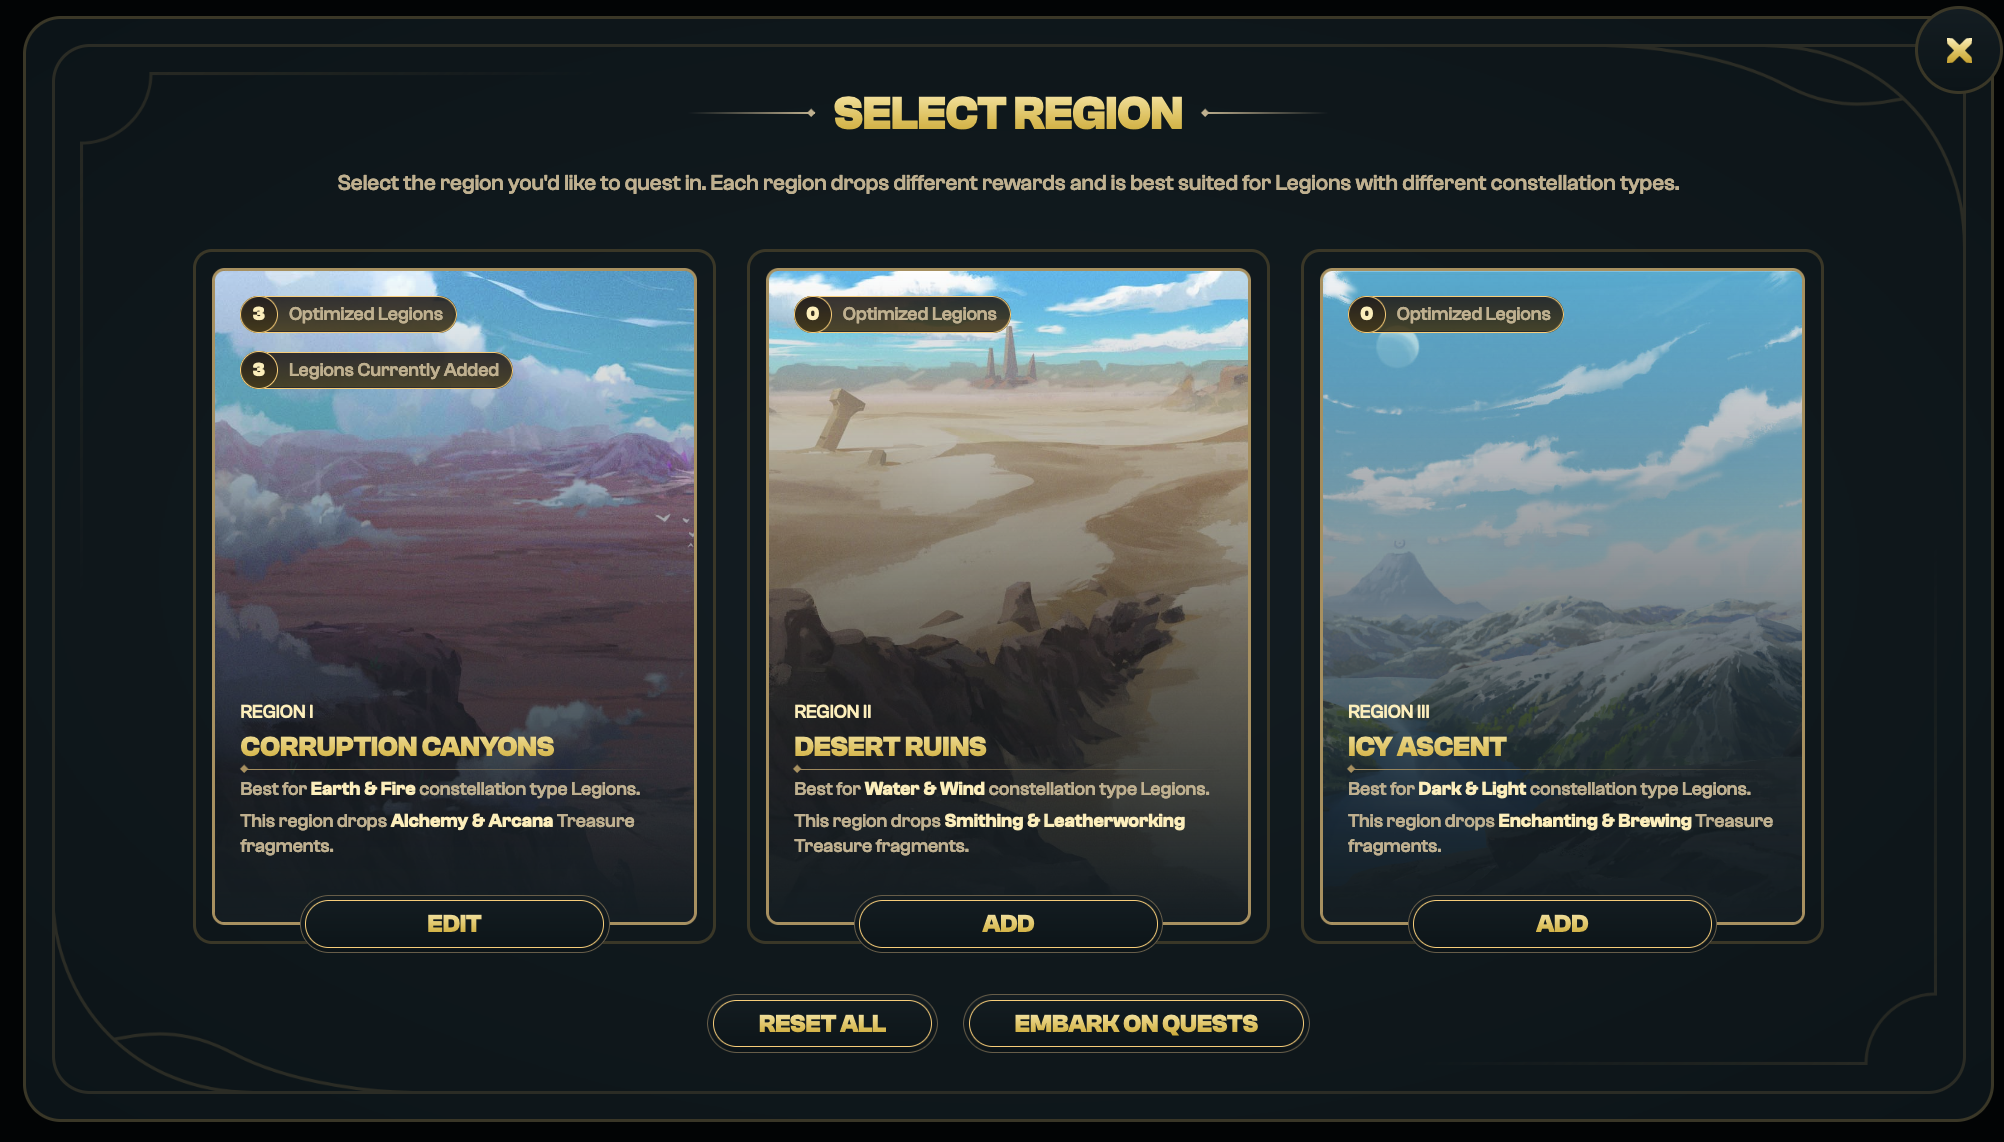 SELECT REGION
Select the region you'd like to quest in. Each region drops different rewards and is best suited for Legions with different constellation types.
3 Optimized Legions
3 Legions Currently Added
REGION I
CORRUPTION CANYONS
Best for Earth & Fire constellation type Legions.
This region drops Alchemy & Arcana Treasure
fragments.
EDIT
0 Optimized Legions
REGION II
DESERT RUINS
Best for Water & Wind constellation type Legions.
This region drops Smithing & Leatherworking
Treasure fragments.
ADD
0 Optimized Legions
REGION III
ICY ASCENT
Best for Dark & Light constellation type Legions.
This region drops Enchanting & Brewing Treasure
fragments.
ADD
RESET ALL
EMBARK ON QUESTS